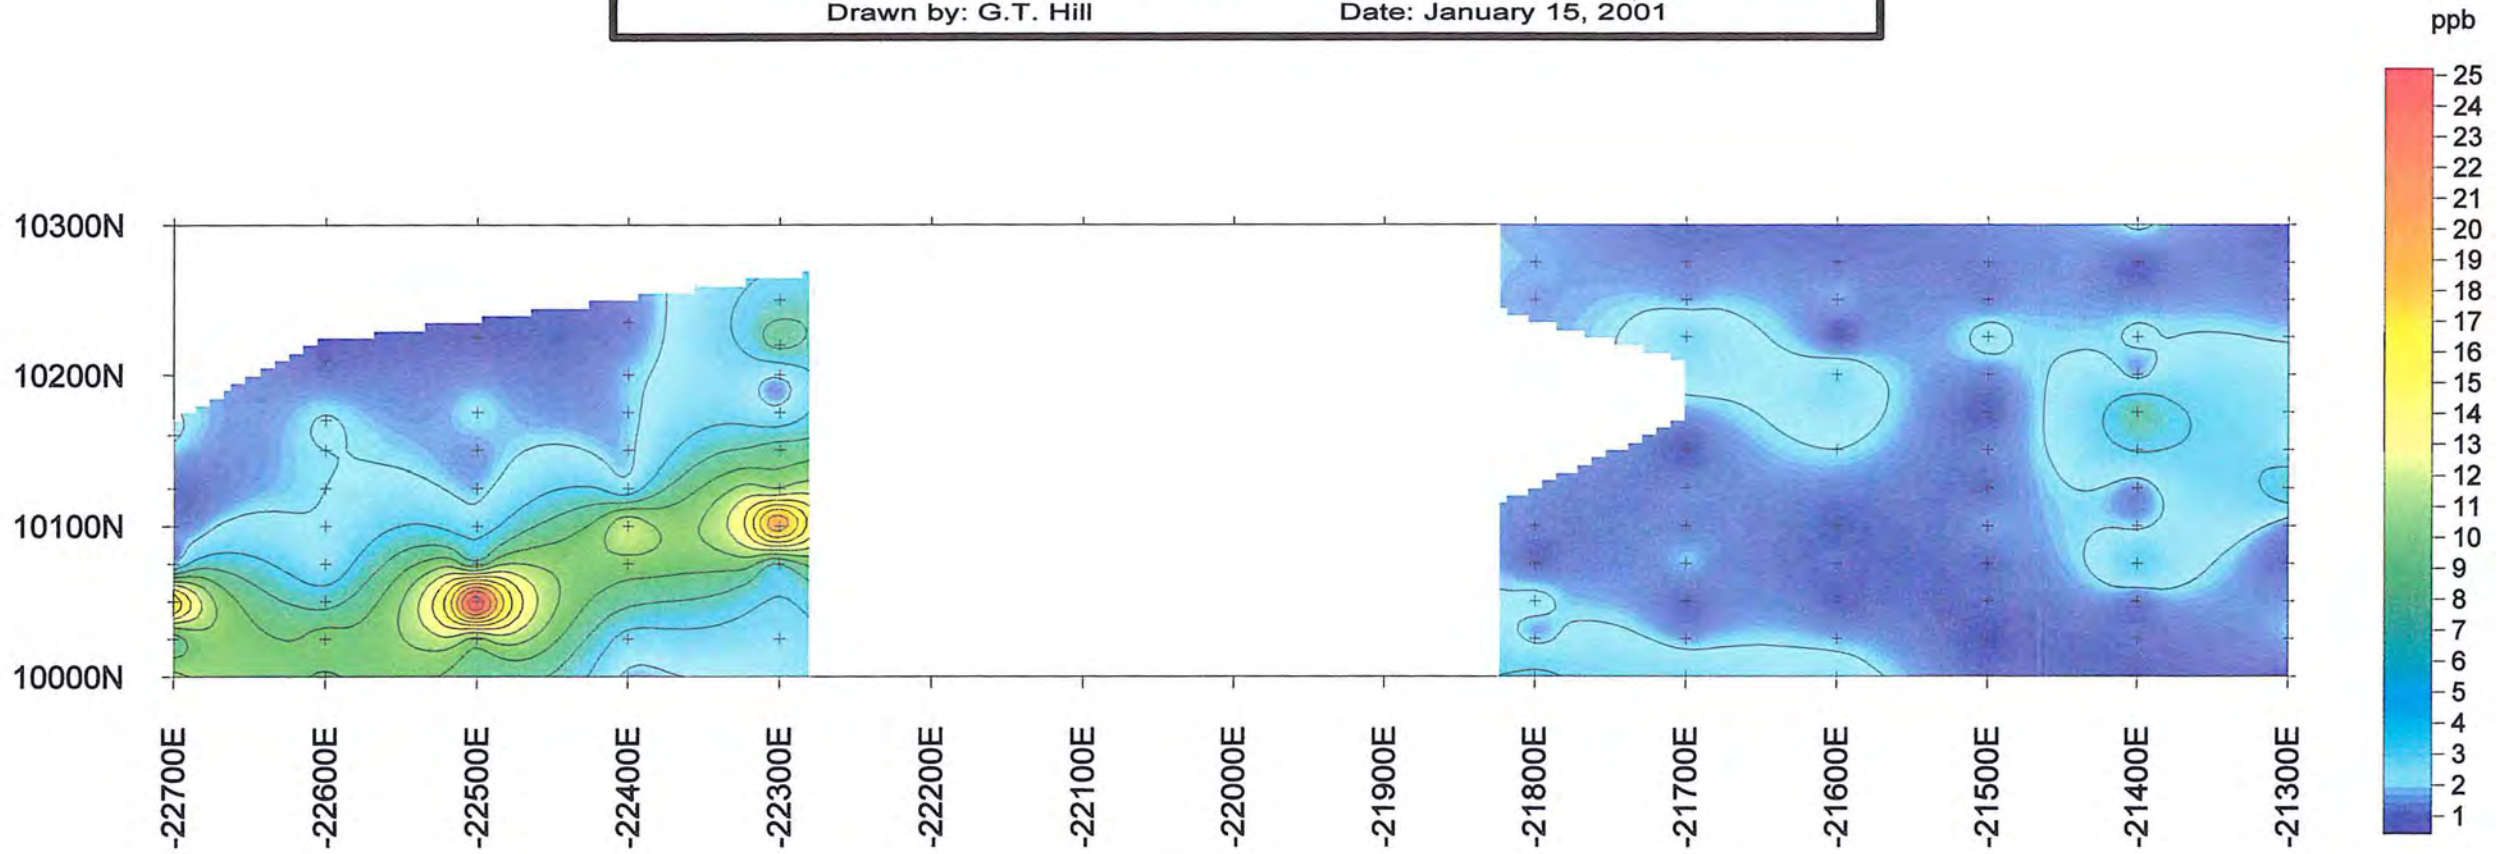 Drawn by: G.T. Hill Date: January 15, 2001
ppb
25
24
23
22
21
20
19
18
17
16
15
14
13
12
11
10
9
8
7
6
5
4
3
2
1
10300N
10200N
10100N
10000N
-22700E
-22600E
-22500E
-22400E
-22300E
-22200E
-22100E
-22000E
-21900E
-21800E
-21700E
-21600E
-21500E
-21400E
-21300E